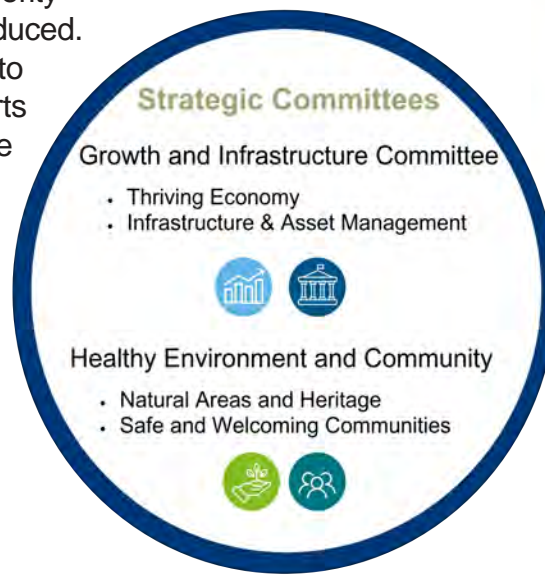 duced.
to
Strategic Committees
Growth and Infrastructure Committee
• Thriving Economy
• Infrastructure & Asset Management
Healthy Environment and Community
• Natural Areas and Heritage
• Safe and Welcoming Communities